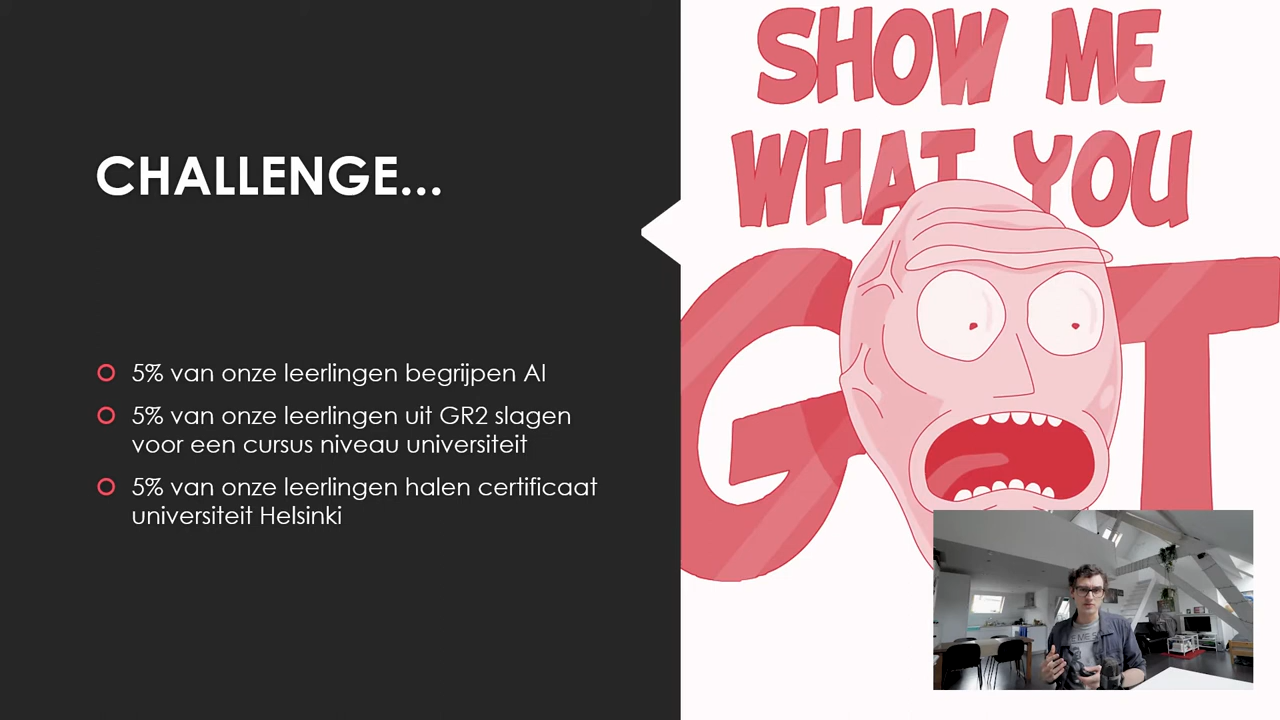 CHALLENGE...
5% van onze leerlingen begrijpen AI
5% van onze leerlingen uit GR2 slagen
voor een cursus niveau universiteit
5% van onze leerlingen halen certificaat
universiteit Helsinki
SHOW ME
WHAT YOU
G T